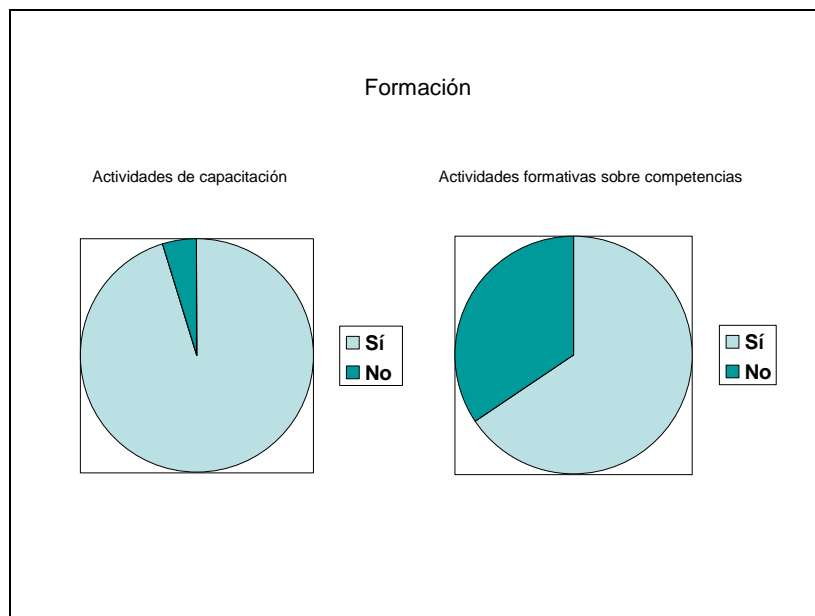 Formación
Actividades de capacitación
Actividades formativas sobre competencias
Sí
No
Sí
No